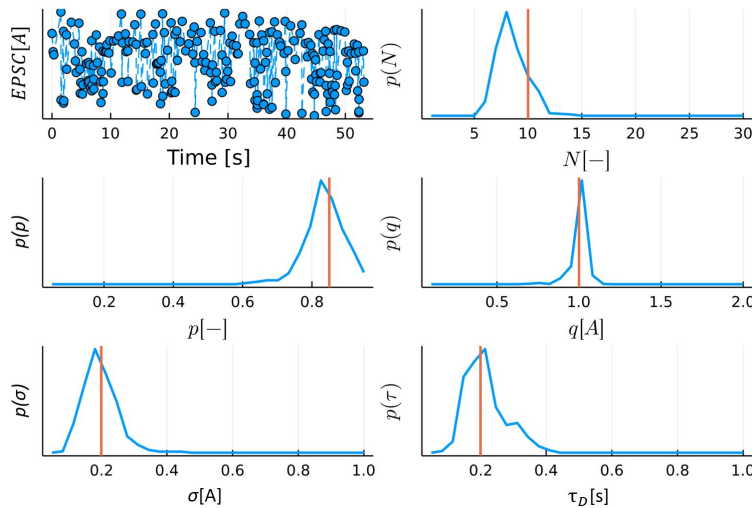 EPSC[A]
0 10 20 30 40 50
Time [s]
p(N)
5 10 15 20 25 30
N[−]
p(p)
0.2 0.4 0.6 0.8
p[−]
p(q)
0.5 1.0 1.5 2.0
q[A]
p(σ)
0.2 0.4 0.6 0.8 1.0
σ[A]
p(τ)
0.2 0.4 0.6 0.8 1.0
τ_D[s]